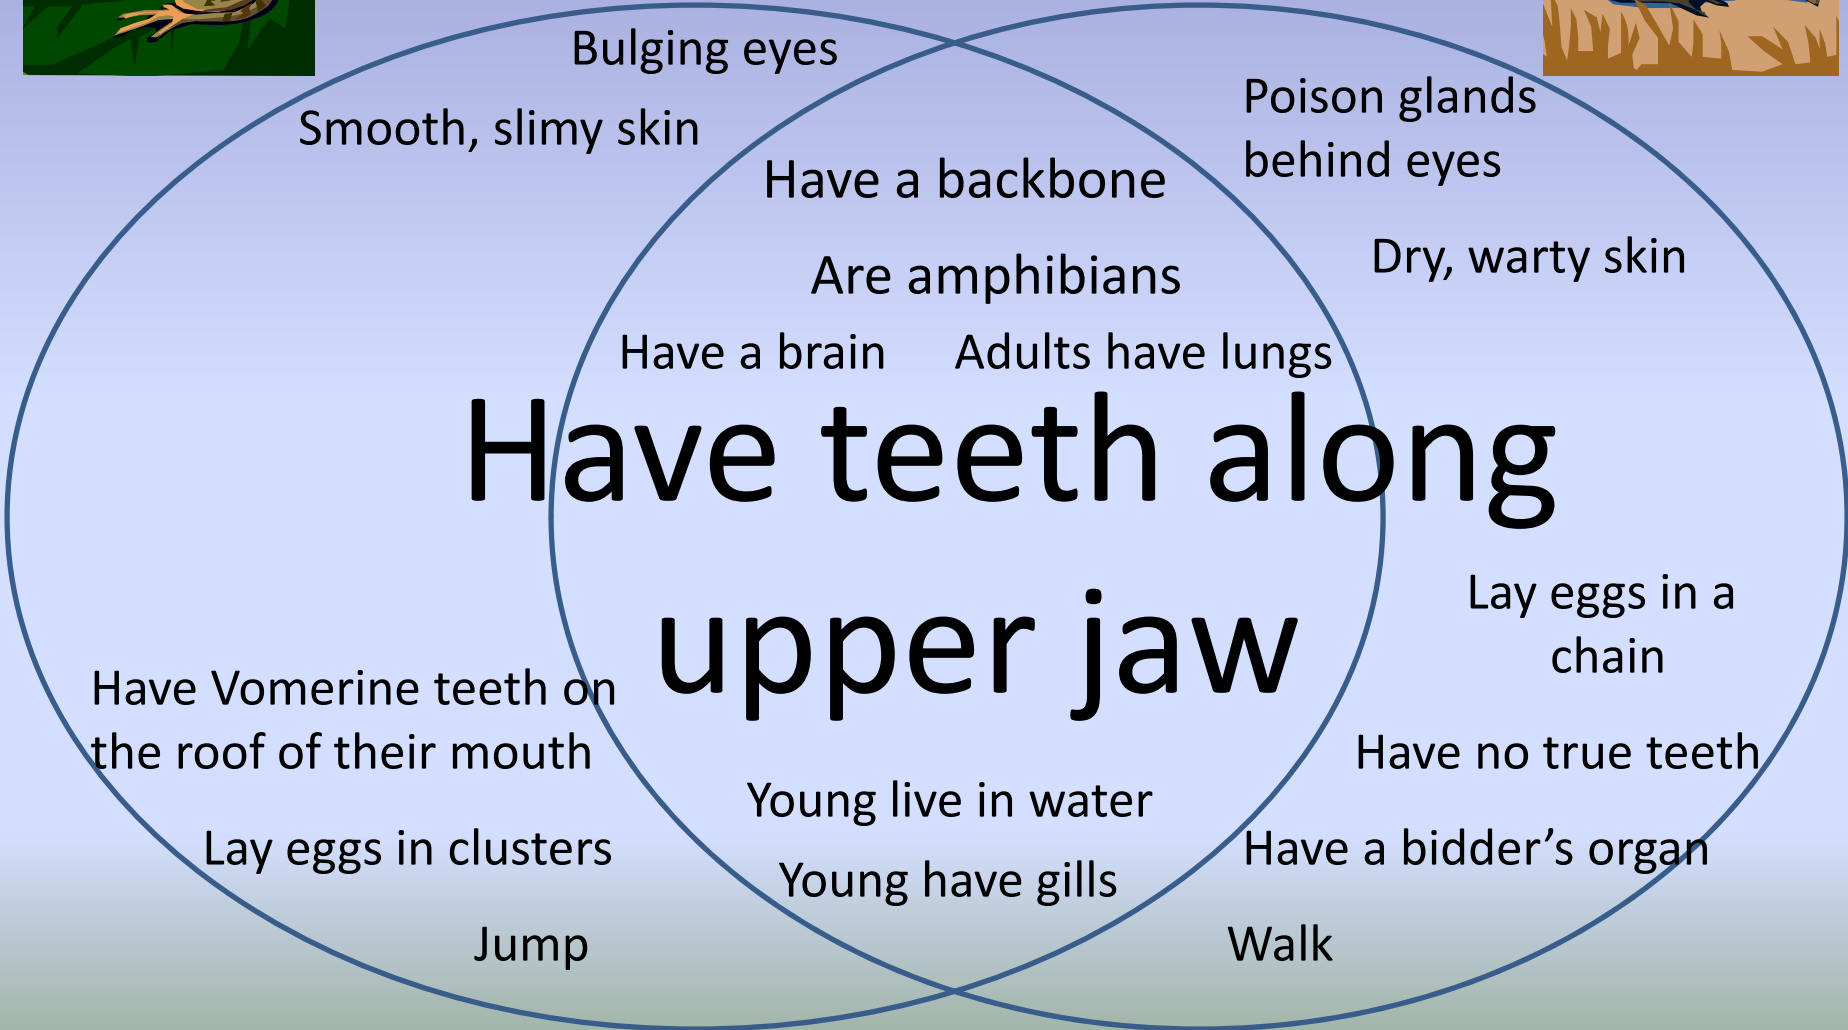 Bulging eyes
Smooth, slimy skin
Poison glands
behind eyes
Have a backbone
Dry, warty skin
Are amphibians
Have a brain
Adults have lungs
Have teeth along
upper jaw
Lay eggs in a
chain
Have Vomerine teeth on
the roof of their mouth
Have no true teeth
Young live in water
Lay eggs in clusters
Have a bidder’s organ
Young have gills
Jump
Walk